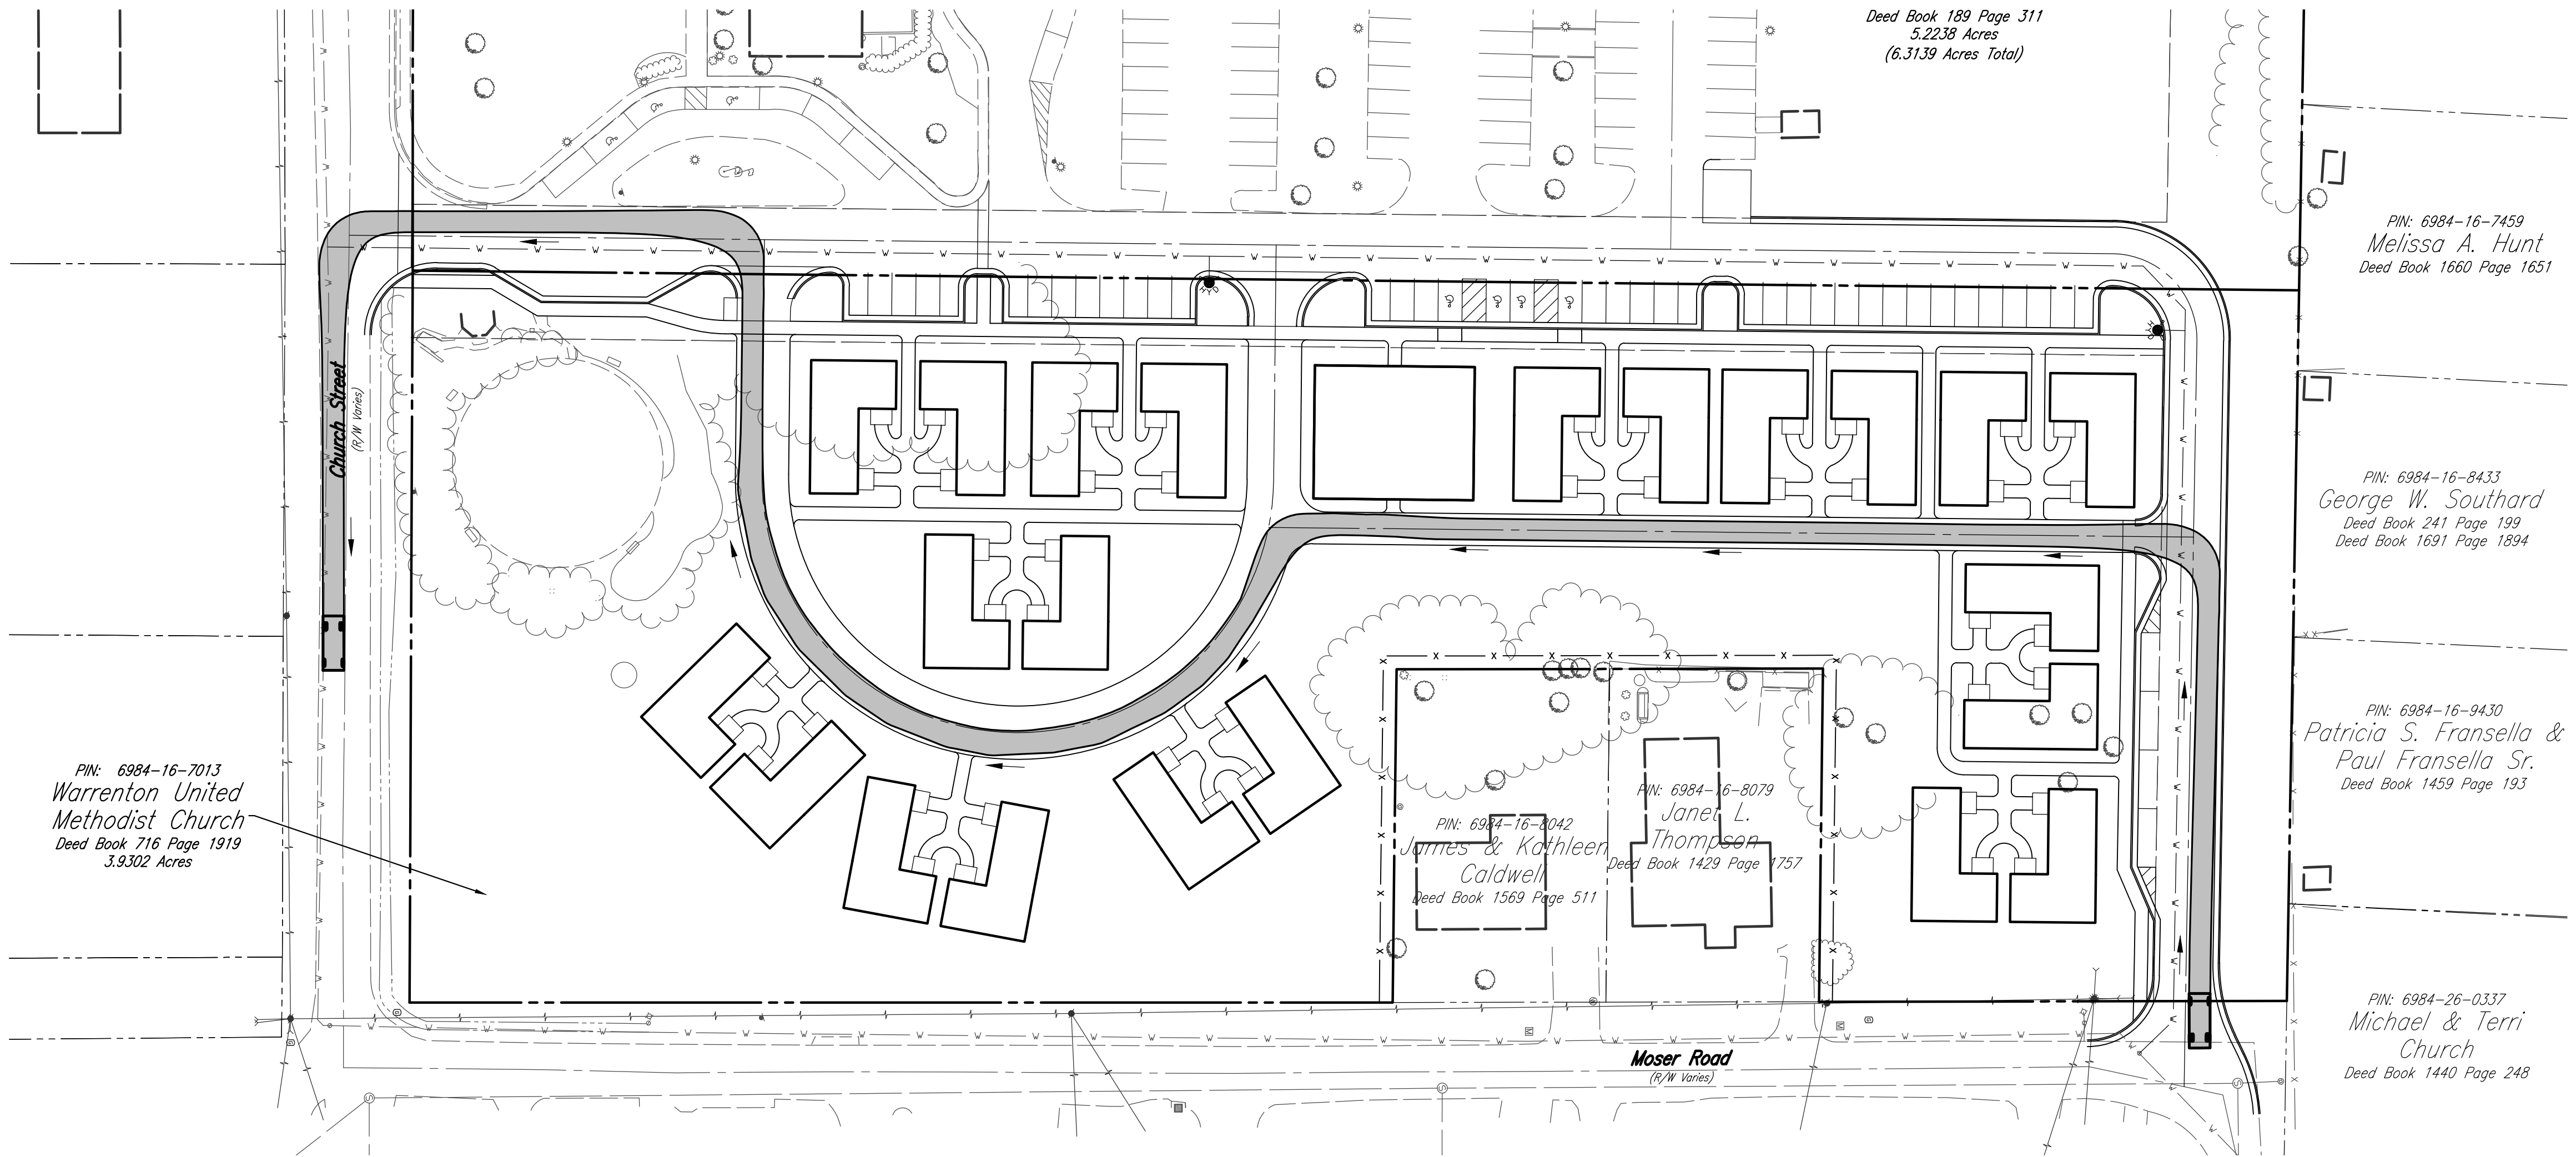 Deed Book 189 Page 311
5.2238 Acres
(6.3139 Acres Total)
PIN: 6984-16-7459
Melissa A. Hunt
Deed Book 1660 Page 1651
Church Street
(R/W Varies)
PIN: 6984-16-8433
George W. Southard
Deed Book 241 Page 199
Deed Book 1691 Page 1894
PIN: 6984-16-9430
Patricia S. Fransella &
Paul Fransella Sr.
Deed Book 1459 Page 193
PIN: 6984-16-7013
Warrenton United
Methodist Church
Deed Book 716 Page 1919
3.9302 Acres
PIN: 6984-16-8042
James & Kathleen
Caldwell
Deed Book 1569 Page 511
PIN: 6984-16-8079
Janet L.
Thompson
Deed Book 1429 Page 1757
PIN: 6984-26-0337
Michael & Terri
Church
Deed Book 1440 Page 248
Moser Road
(R/W Varies)